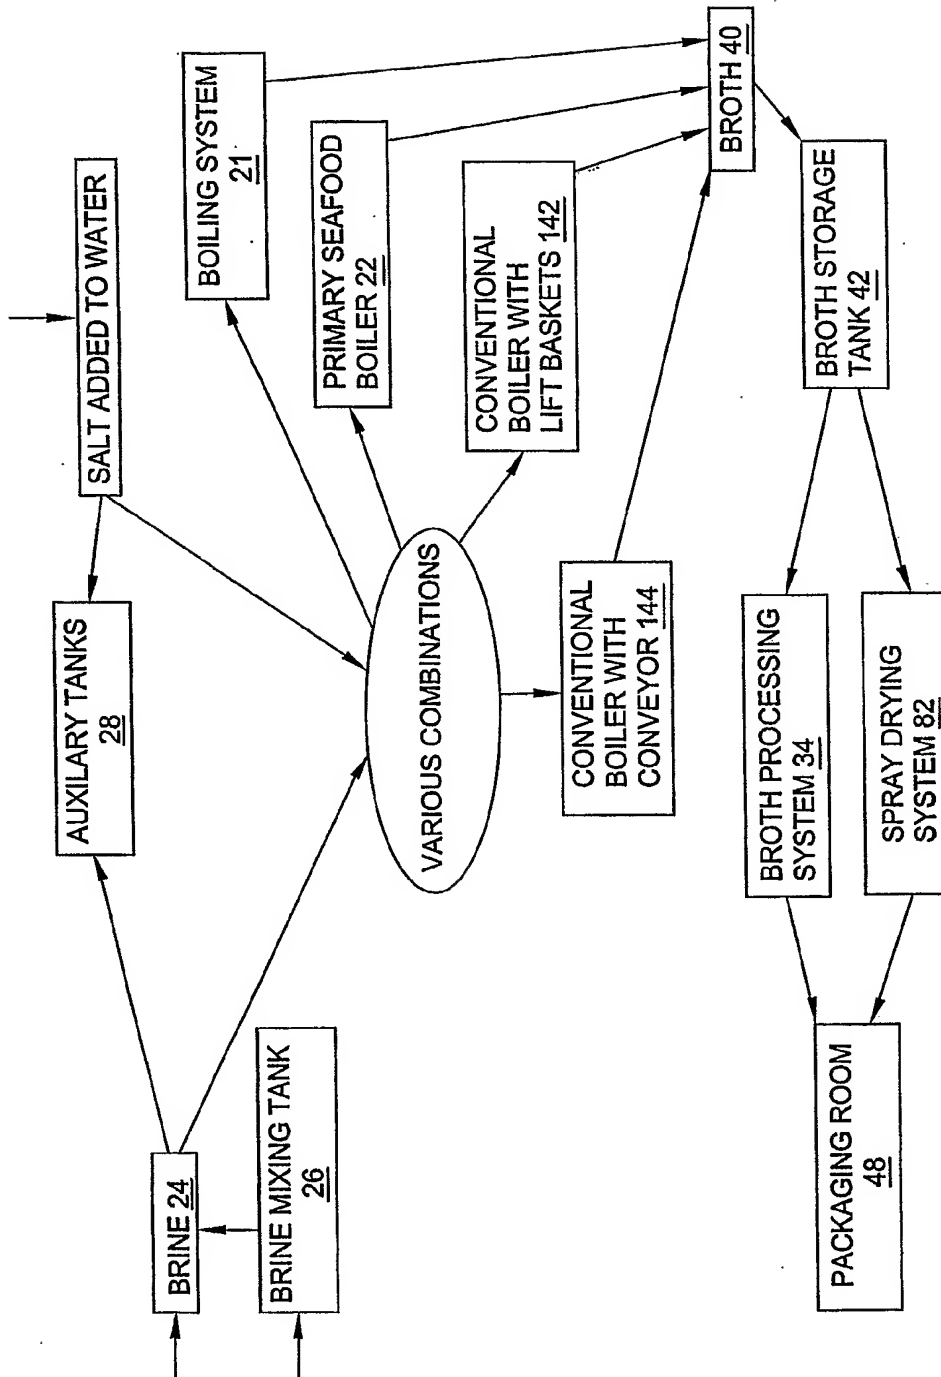 SALT ADDED TO WATER
AUXILARY TANKS
28
BRINE 24
BRINE MIXING TANK
26
BOILING SYSTEM
21
PRIMARY SEAFOOD
BOILER 22
CONVENTIONAL
BOILER WITH
LIFT BASKETS 142
VARIOUS COMBINATIONS
CONVENTIONAL
BOILER WITH
CONVEYOR 144
BROTH 40
BROTH STORAGE
TANK 42
BROTH PROCESSING
SYSTEM 34
SPRAY DRYING
SYSTEM 82
PACKAGING ROOM
48